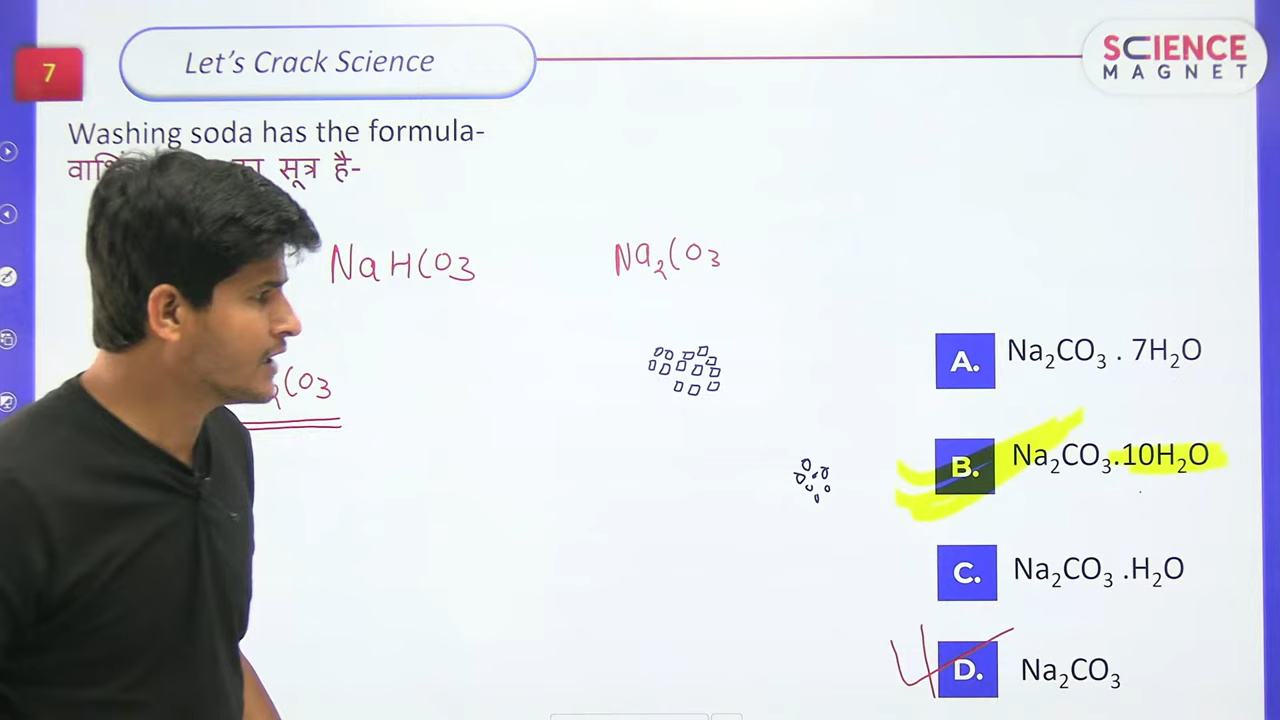 7
Let's Crack Science
SCIENCE
MAGNET
Washing soda has the formula-
सूत्र है-
NaHCO3
Na₂CO3
CO3
A. Na₂CO₃ . 7H₂O
B. Na₂CO₃.10H₂O
C. Na₂CO₃ .H₂O
D. Na₂CO₃